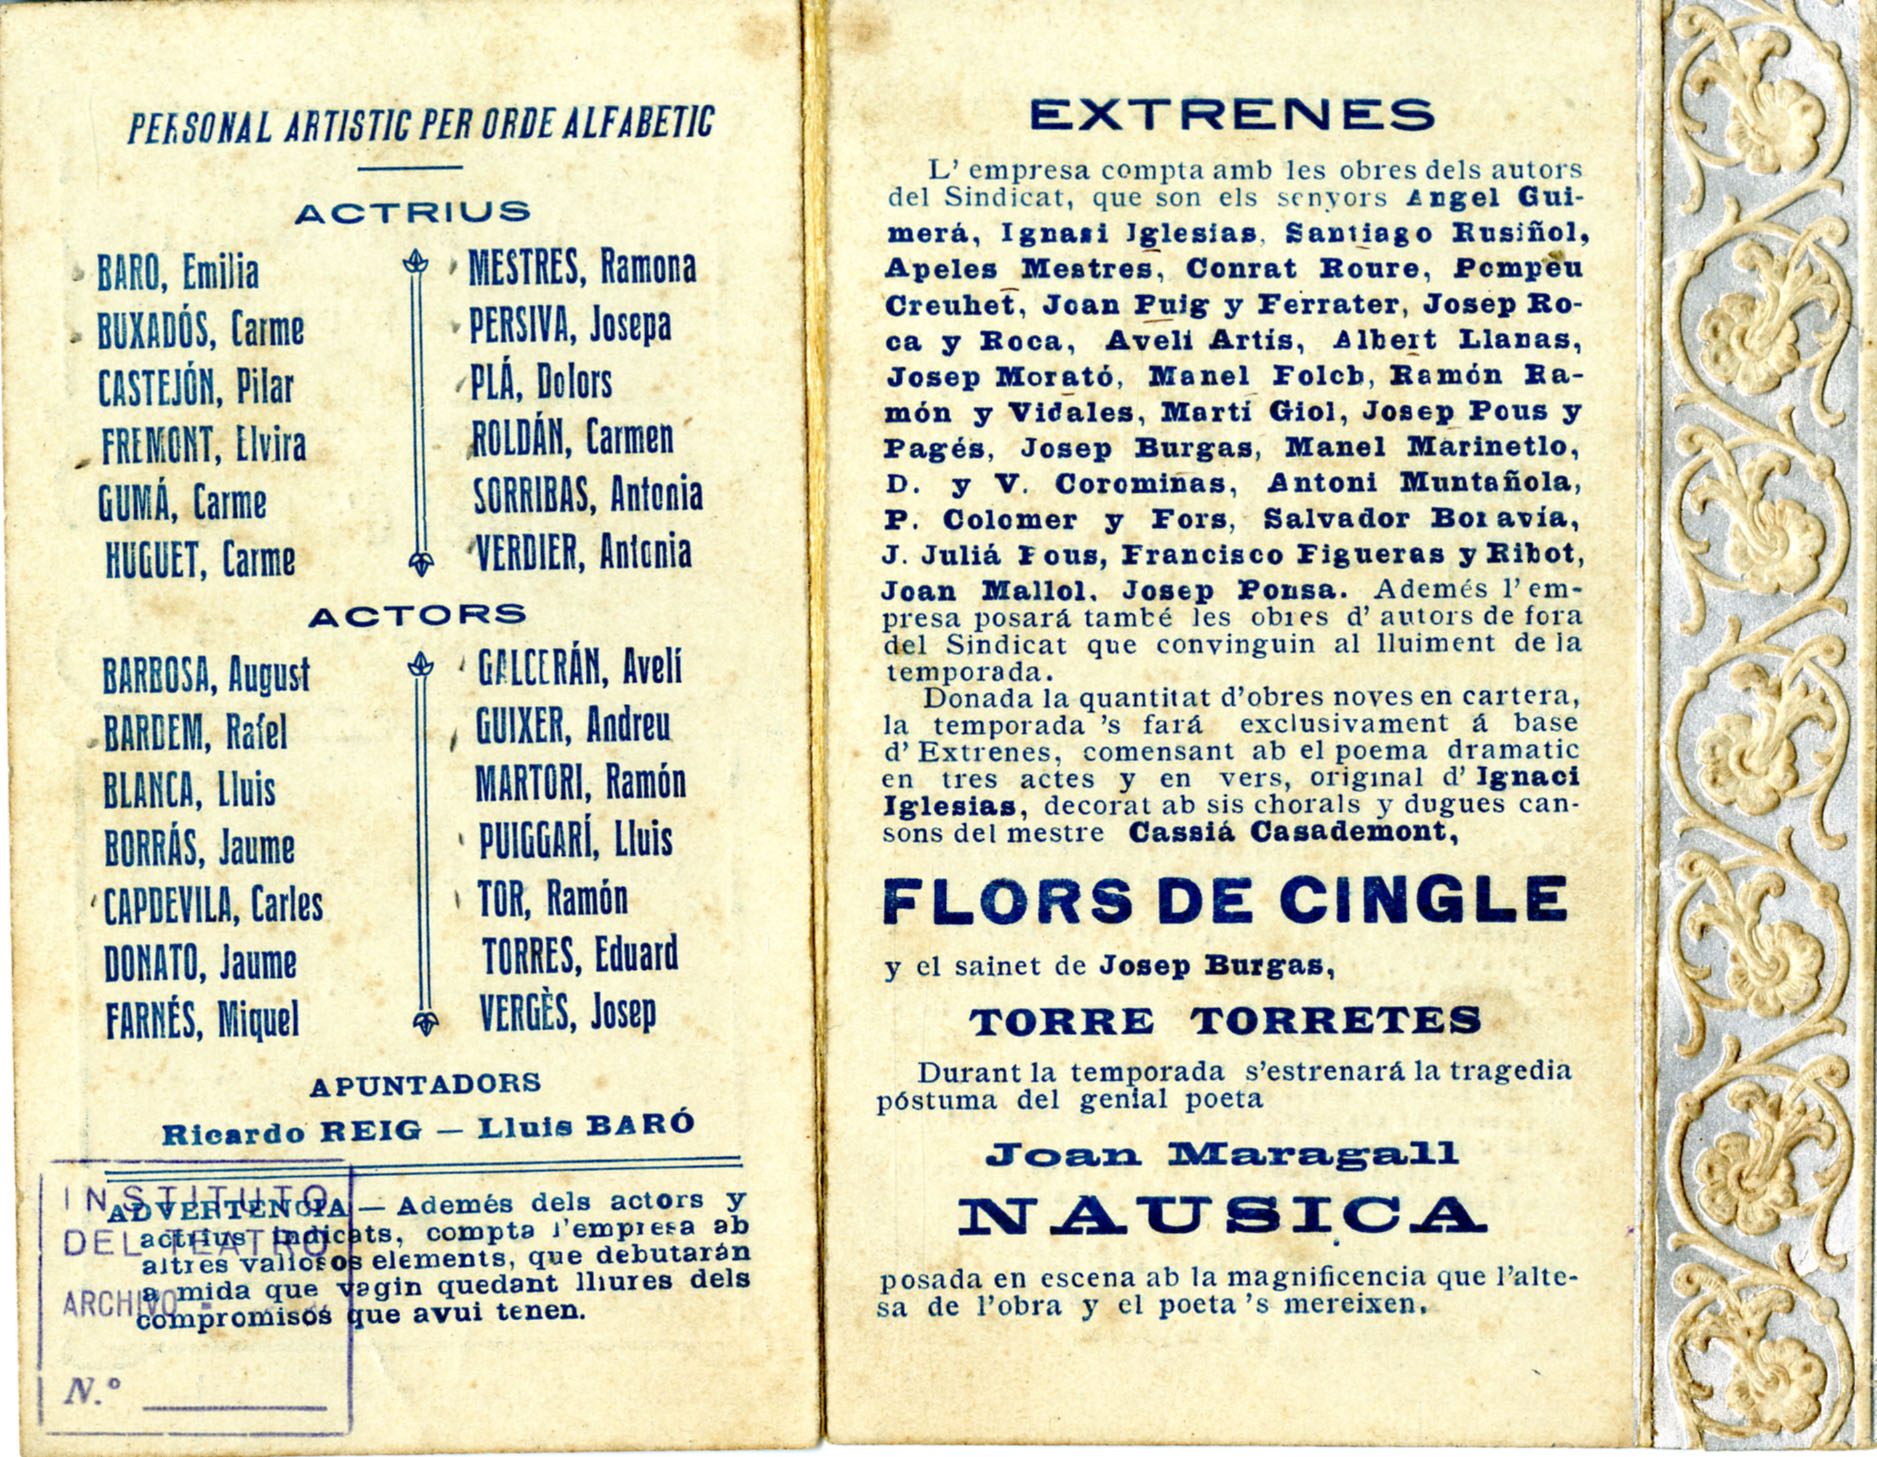 PERSONAL ARTISTIC PER ORDE ALFABETIC
ACTRIUS
BARO, Emilia
BUXADÓS, Carme
CASTEJÓN, Pilar
FREMONT, Elvira
GUMÁ, Carme
HUGUET, Carme
MESTRES, Ramona
PERSIVA, Josepa
PLÁ, Dolors
ROLDÁN, Carmen
SORRIBAS, Antonia
VERDIER, Antonia
ACTORS
BARBOSA, August
BARDEM, Rafel
BLANCA, Lluis
BORRÁS, Jaume
CAPDEVILA, Carles
DONATO, Jaume
FARNÉS, Miquel
GALCERÁN, Avelí
GUIXER, Andreu
MARTORI, Ramón
PUIGGARÍ, Lluis
TOR, Ramón
TORRES, Eduard
VERGÈS, Josep
APUNTADORS
Ricardo REIG — Lluis BARÓ
ADVERTENCIA — Además dels actors y
actrius indicats, compta l'empresa ab
altres vallosos elements, que debutarán
a mida que vagin quedant lliures dels
compromisos que avui tenen.
INSTITUTO
DEL TEATRO
ARCHIVO
N.º
EXTRENES
L' empresa compta amb les obres dels autors
del Sindicat, que son els senyors Angel Gui-
merá, Ignasi Iglesias, Santiago Rusiñol,
Apeles Mestres, Conrat Roure, Pompeu
Creuhet, Joan Puig y Ferrater, Josep Ro-
ca y Roca, Aveli Artís, Albert Llanas,
Josep Morató, Manel Folch, Ramón Ra-
món y Vidales, Martí Giol, Josep Pous y
Pagés, Josep Burgas, Manel Marinetlo,
D. y V. Corominas, Antoni Muntañola,
P. Colomer y Fors, Salvador Bonavía,
J. Juliá Pous, Francisco Figueras y Ribot,
Joan Mallol, Josep Ponsa. Ademés l' em-
presa posará també les obres d' autors de fora
del Sindicat que convinguin al lluiment de la
temporada.
Donada la quantitat d'obres noves en cartera,
la temporada 's fará exclusivament á base
d' Extrenes, comensant ab el poema dramatic
en tres actes y en vers, original d' Ignaci
Iglesias, decorat ab sis chorals y dugues can-
sons del mestre Cassiá Casademont,
FLORS DE CINGLE
y el sainet de Josep Burgas,
TORRE TORRETES
Durant la temporada s'estrenará la tragedia
póstuma del genial poeta
Joan Maragall
NAUSICA
posada en escena ab la magnificencia que l'alte-
sa de l'obra y el poeta 's mereixen.